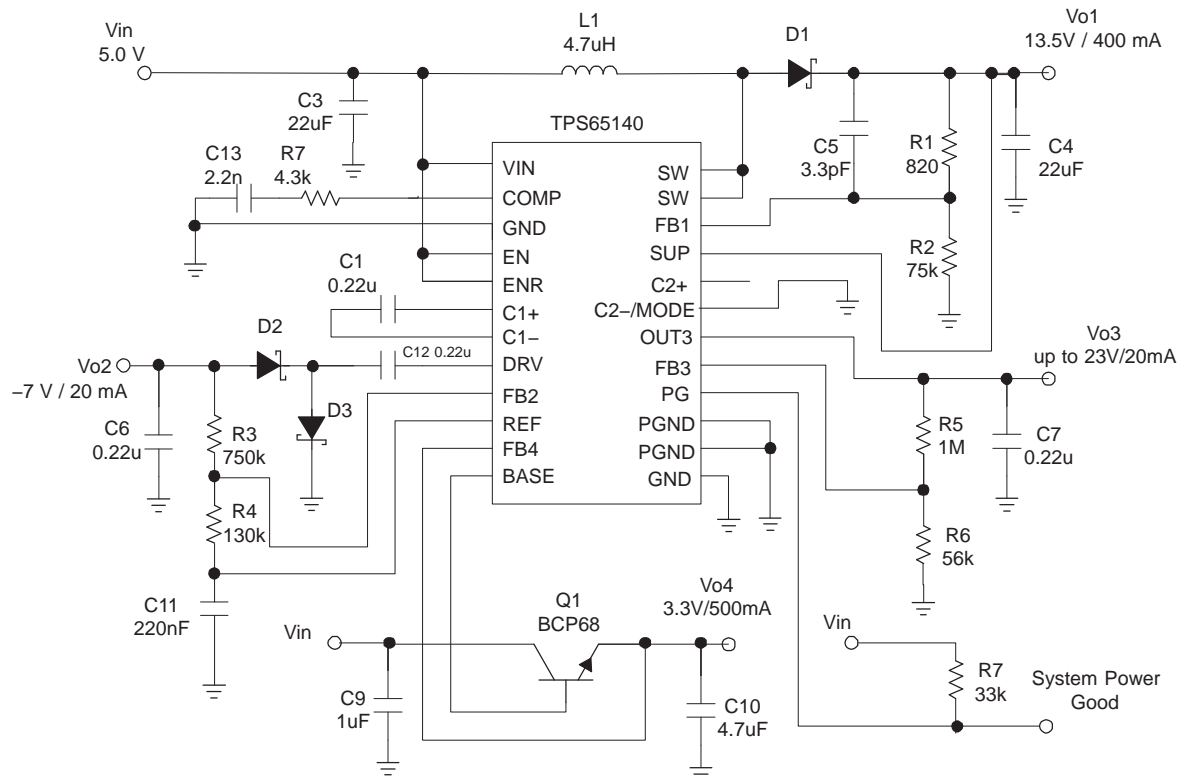 Vin
5.0 V
L1
4.7uH
D1
Vo1
13.5V / 400 mA
C3
22uF
TPS65140
C5
3.3pF
R1
820
C4
22uF
C13
2.2n
R7
4.3k
VIN
COMP
GND
EN
ENR
C1+
C1–
DRV
FB2
REF
FB4
BASE
SW
SW
FB1
SUP
C2+
C2–/MODE
OUT3
FB3
PG
PGND
PGND
GND
R2
75k
C1
0.22u
D2
C12 0.22u
Vo2
–7 V / 20 mA
D3
C6
0.22u
R3
750k
R4
130k
C11
220nF
Vo3
up to 23V/20mA
R5
1M
C7
0.22u
R6
56k
Vin
Q1
BCP68
Vo4
3.3V/500mA
C9
1uF
C10
4.7uF
Vin
R7
33k
System Power
Good